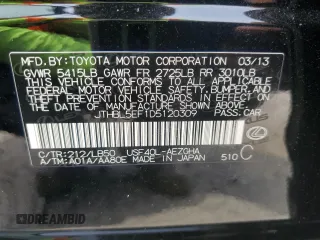 MFD.BY:TOYOTA MOTOR CORPORATION 03/13
GVWR 5415LB GAWR FR 2725LB RR 3010LB
THIS VEHICLE CONFORMS TO ALL APPLICABLE
FEDERAL MOTOR VEHICLE SAFETY, BUMPER,
AND THEFT PREVENTION STANDARDS IN EFFECT
ON THE DATE OF MANUFACTURE SHOWN ABOVE.
JTHBL5EF1D5120309 PASS.CAR
C/TR:212/LB50 USF40L-AEZGHA
A/TM:A01A/AA80E MADE IN JAPAN 510 C
autobidmaster